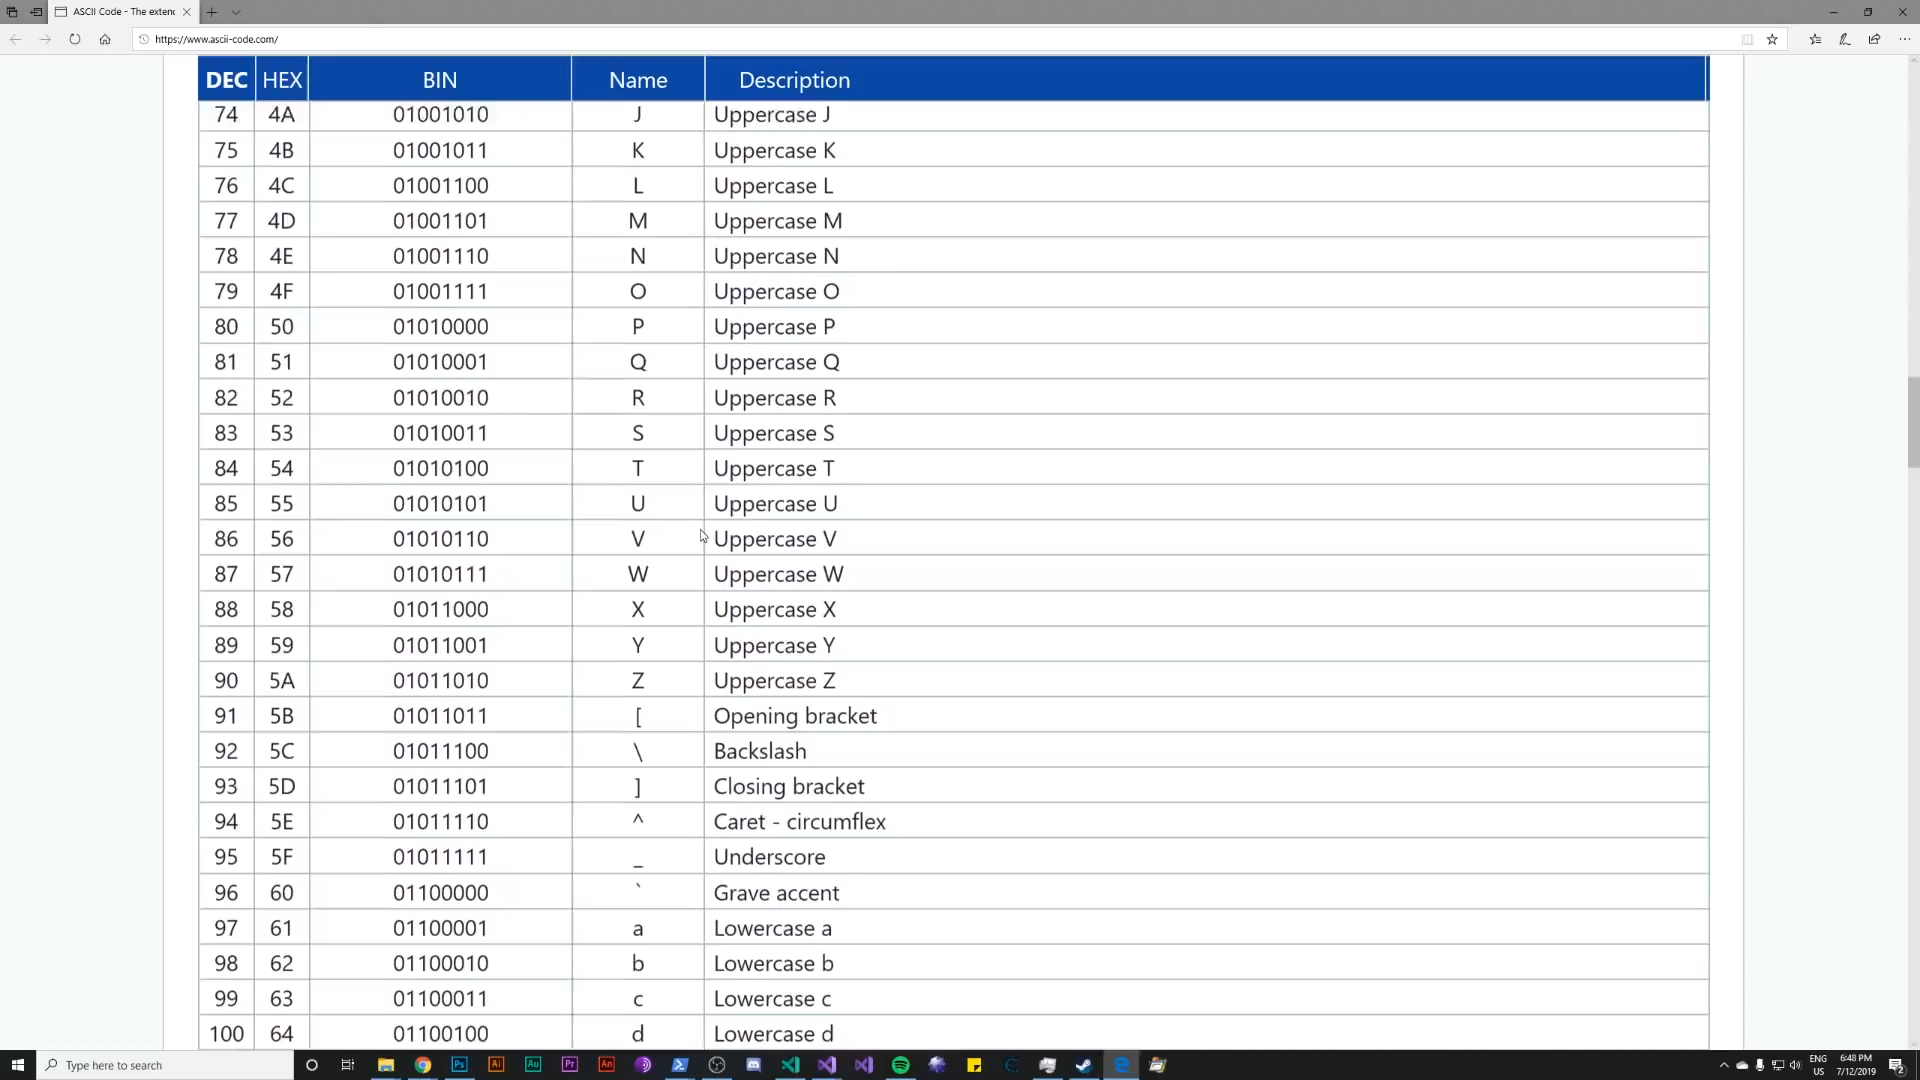 ASCII Code - The extenc
https://www.ascii-code.com/
DEC HEX BIN Name Description
74 4A 01001010 J Uppercase J
75 4B 01001011 K Uppercase K
76 4C 01001100 L Uppercase L
77 4D 01001101 M Uppercase M
78 4E 01001110 N Uppercase N
79 4F 01001111 O Uppercase O
80 50 01010000 P Uppercase P
81 51 01010001 Q Uppercase Q
82 52 01010010 R Uppercase R
83 53 01010011 S Uppercase S
84 54 01010100 T Uppercase T
85 55 01010101 U Uppercase U
86 56 01010110 V Uppercase V
87 57 01010111 W Uppercase W
88 58 01011000 X Uppercase X
89 59 01011001 Y Uppercase Y
90 5A 01011010 Z Uppercase Z
91 5B 01011011 [ Opening bracket
92 5C 01011100 \ Backslash
93 5D 01011101 ] Closing bracket
94 5E 01011110 ^ Caret - circumflex
95 5F 01011111 _ Underscore
96 60 01100000 ` Grave accent
97 61 01100001 a Lowercase a
98 62 01100010 b Lowercase b
99 63 01100011 c Lowercase c
100 64 01100100 d Lowercase d
Type here to search
Ps Ai Au Pr An
ENG 6:48 PM
US 7/12/2019 2